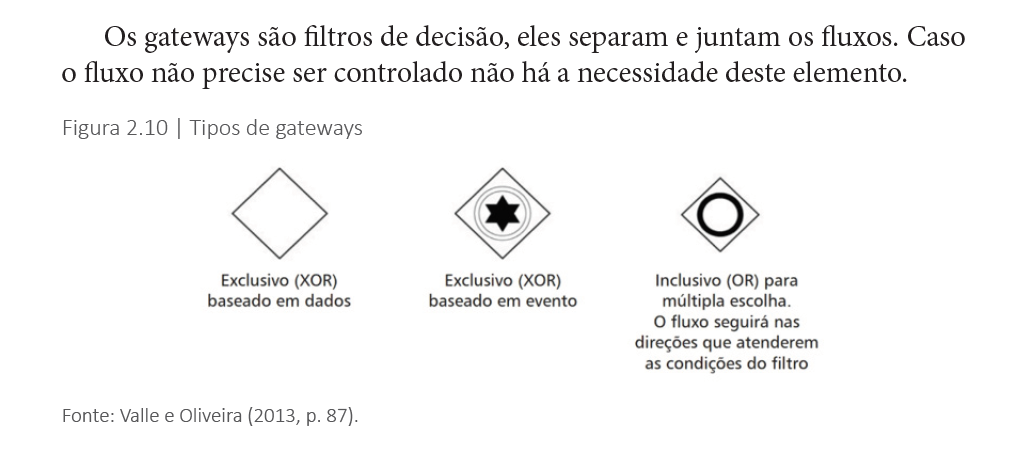 Os gateways são filtros de decisão, eles separam e juntam os fluxos. Caso
o fluxo não precise ser controlado não há a necessidade deste elemento.
Figura 2.10 | Tipos de gateways
Exclusivo (XOR)
baseado em dados
Exclusivo (XOR)
baseado em evento
Inclusivo (OR) para
múltipla escolha.
O fluxo seguirá nas
direções que atenderem
as condições do filtro
Fonte: Valle e Oliveira (2013, p. 87).